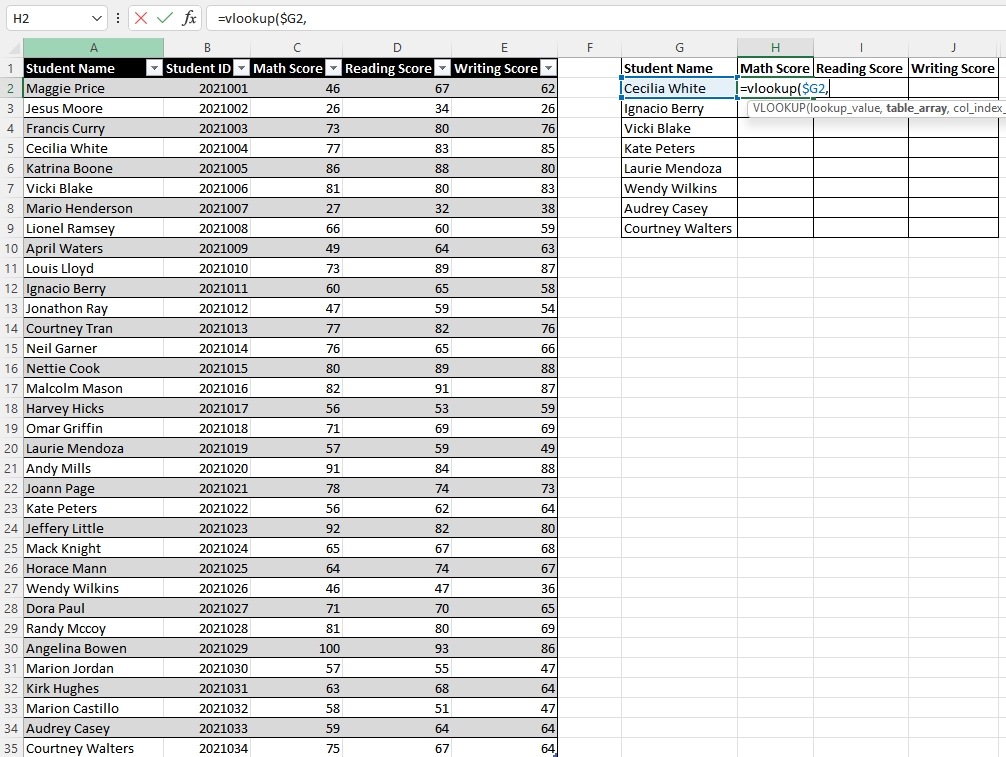 H2 =vlookup($G2,
A B C D E F G H I J
1 Student Name Student ID Math Score Reading Score Writing Score Student Name Math Score Reading Score Writing Score
2 Maggie Price 2021001 46 67 62 Cecilia White =vlookup($G2,
3 Jesus Moore 2021002 26 34 26 Ignacio Berry VLOOKUP(lookup_value, table_array, col_index_
4 Francis Curry 2021003 73 80 76 Vicki Blake
5 Cecilia White 2021004 77 83 85 Kate Peters
6 Katrina Boone 2021005 86 88 80 Laurie Mendoza
7 Vicki Blake 2021006 81 80 83 Wendy Wilkins
8 Mario Henderson 2021007 27 32 38 Audrey Casey
9 Lionel Ramsey 2021008 66 60 59 Courtney Walters
10 April Waters 2021009 49 64 63
11 Louis Lloyd 2021010 73 89 87
12 Ignacio Berry 2021011 60 65 58
13 Jonathon Ray 2021012 47 59 54
14 Courtney Tran 2021013 77 82 76
15 Neil Garner 2021014 76 65 66
16 Nettie Cook 2021015 80 89 88
17 Malcolm Mason 2021016 82 91 87
18 Harvey Hicks 2021017 56 53 59
19 Omar Griffin 2021018 71 69 69
20 Laurie Mendoza 2021019 57 59 49
21 Andy Mills 2021020 91 84 88
22 Joann Page 2021021 78 74 73
23 Kate Peters 2021022 56 62 64
24 Jeffery Little 2021023 92 82 80
25 Mack Knight 2021024 65 67 68
26 Horace Mann 2021025 64 74 67
27 Wendy Wilkins 2021026 46 47 36
28 Dora Paul 2021027 71 70 65
29 Randy Mccoy 2021028 81 80 69
30 Angelina Bowen 2021029 100 93 86
31 Marion Jordan 2021030 57 55 47
32 Kirk Hughes 2021031 63 68 64
33 Marion Castillo 2021032 58 51 47
34 Audrey Casey 2021033 59 64 64
35 Courtney Walters 2021034 75 67 64